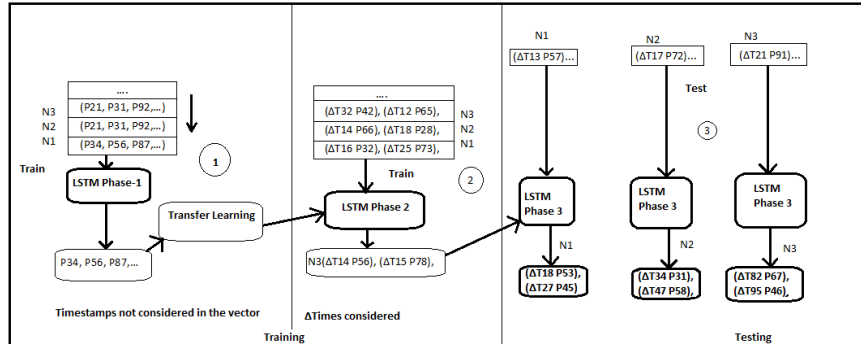 ....
N3 (P21, P31, P92,...)
N2 (P21, P31, P92,...)
N1 (P34, P56, P87,...)
1
Train
LSTM Phase-1
Transfer Learning
P34, P56, P87,...
Timestamps not considered in the vector
....
(ΔT32 P42), (ΔT12 P65), N3
(ΔT14 P66), (ΔT18 P28), N2
(ΔT16 P32), (ΔT25 P73), N1
Train
2
LSTM Phase 2
N3(ΔT14 P56), (ΔT15 P78),
ΔTimes considered
Training
N1
(ΔT13 P57)...
N2
(ΔT17 P72)...
N3
(ΔT21 P91)...
Test
3
LSTM
Phase 3
LSTM
Phase 3
LSTM
Phase 3
N1
N2
N3
(ΔT18 P53)
(ΔT27 P45)
(ΔT34 P31),
(ΔT47 P58),
(ΔT82 P67)
(ΔT95 P46),
Testing